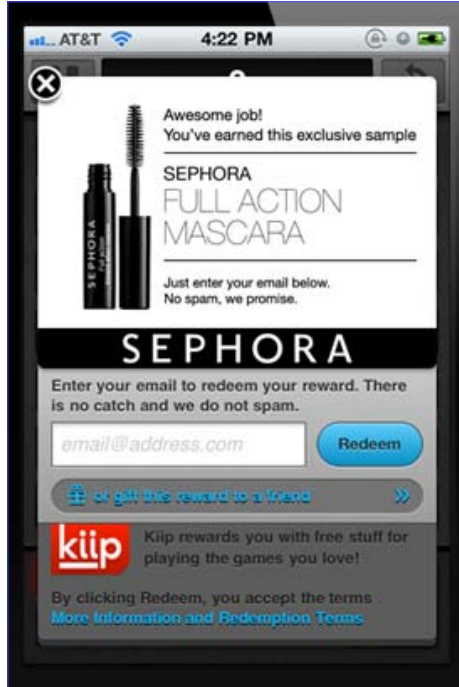 AT&T 4:22 PM
Awesome job!
You've earned this exclusive sample
SEPHORA
FULL ACTION
MASCARA
SEPHORA
Full action
Just enter your email below.
No spam, we promise.
SEPHORA
Enter your email to redeem your reward. There
is no catch and we do not spam.
email@address.com
Redeem
or gift this reward to a friend
kiip
Kiip rewards you with free stuff for
playing the games you love!
By clicking Redeem, you accept the terms
More Information and Redemption Terms